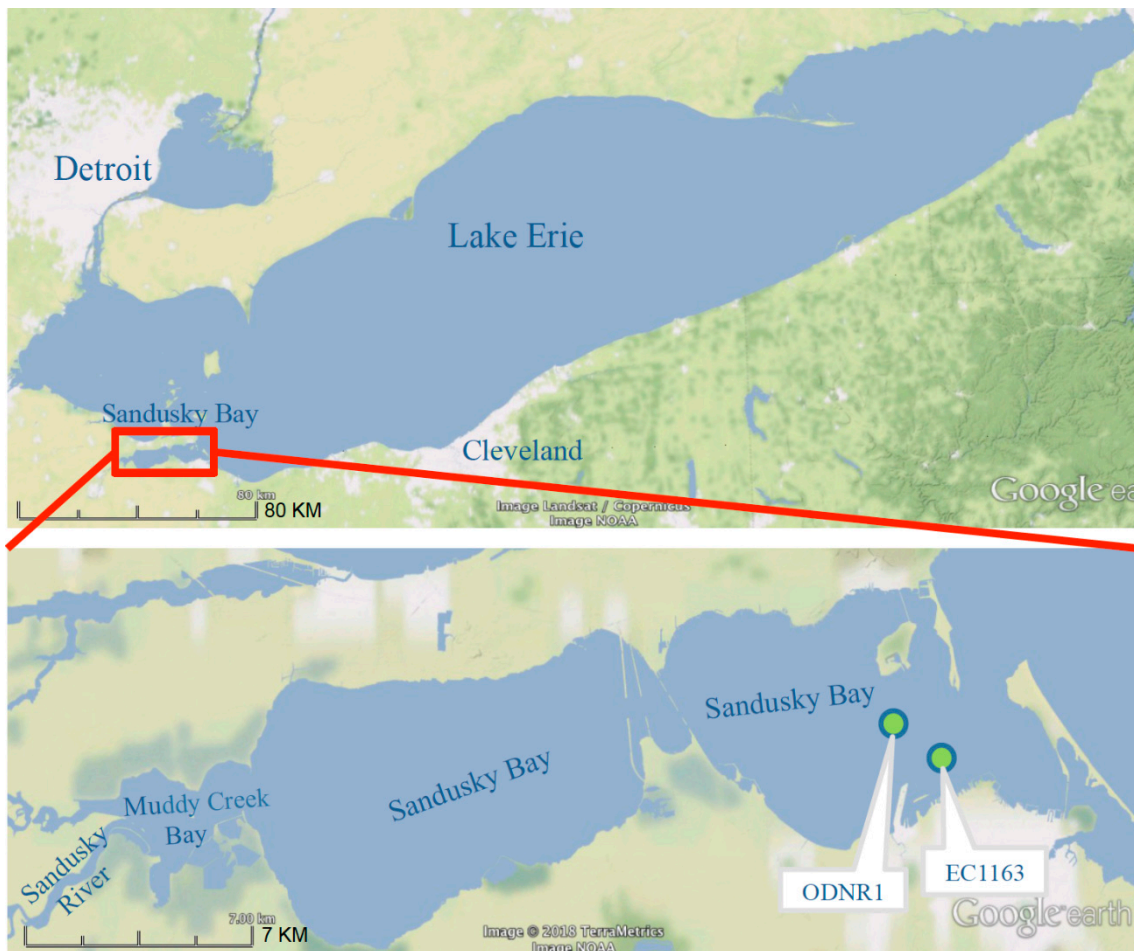 Detroit
Lake Erie
Sandusky Bay
Cleveland
80 km
80 KM
Image Landsat / Copernicus
Image NOAA
Google ea
Sandusky Bay
Sandusky Bay
Muddy Creek
Bay
Sandusky
River
ODNR1
EC1163
7.00 km
7 KM
Image © 2018 TerraMetrics
Image NOAA
Google earth